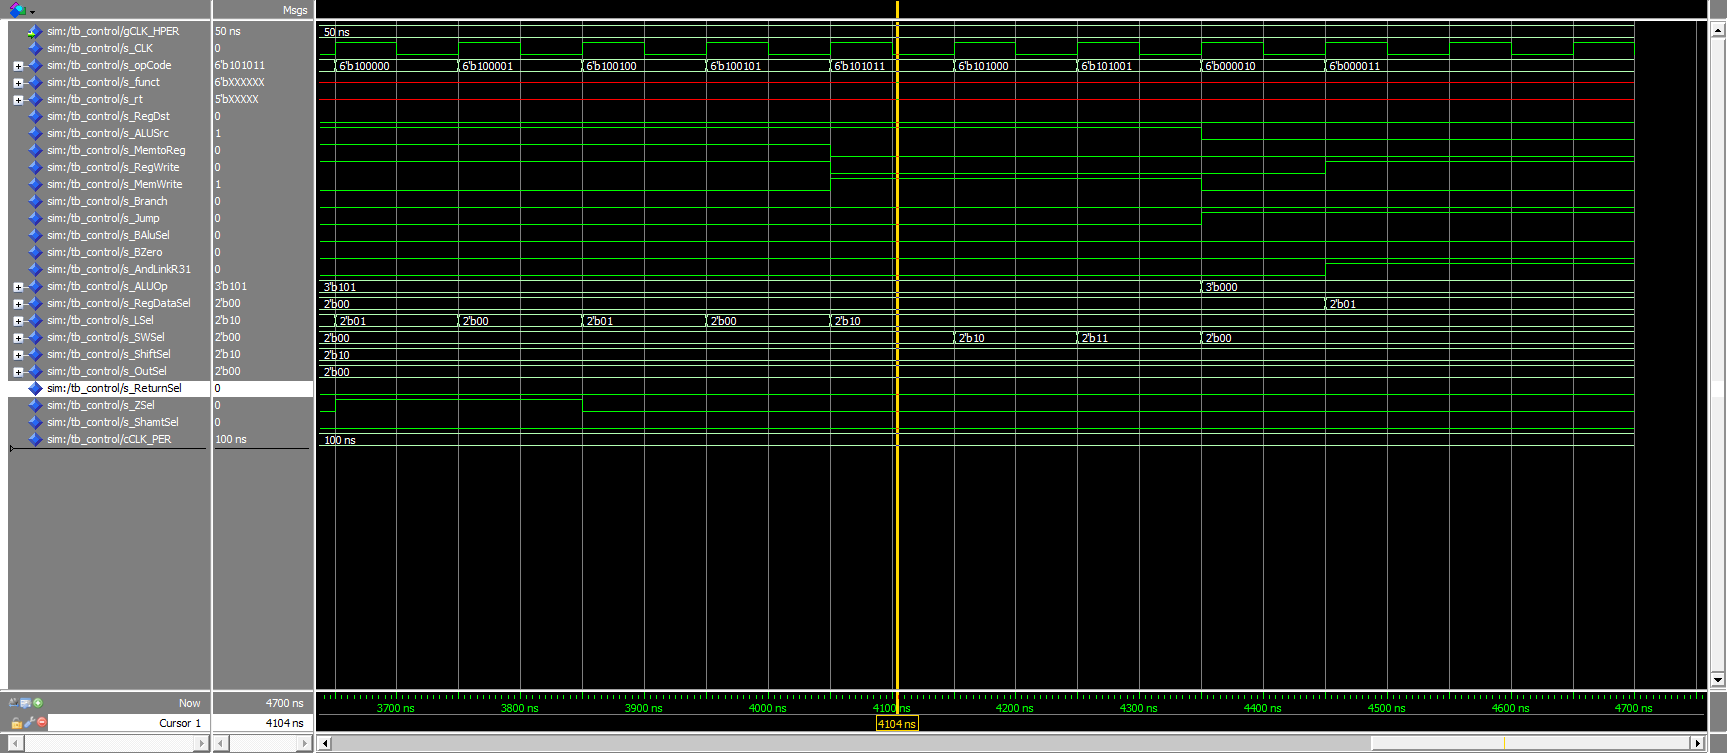 Msgs
sim:/tb_control/gCLK_HPER 50 ns 50 ns
sim:/tb_control/s_CLK 0
sim:/tb_control/s_opCode 6'b101011 6'b100000 6'b100001 6'b100100 6'b100101 6'b101011 6'b101000 6'b101001 6'b000010 6'b000011
sim:/tb_control/s_funct 6'bXXXXXX
sim:/tb_control/s_rt 5'bXXXXX
sim:/tb_control/s_RegDst 0
sim:/tb_control/s_ALUSrc 1
sim:/tb_control/s_MemtoReg 0
sim:/tb_control/s_RegWrite 0
sim:/tb_control/s_MemWrite 1
sim:/tb_control/s_Branch 0
sim:/tb_control/s_Jump 0
sim:/tb_control/s_BAluSel 0
sim:/tb_control/s_BZero 0
sim:/tb_control/s_AndLinkR31 0
sim:/tb_control/s_ALUOp 3'b101 3'b101 3'b000
sim:/tb_control/s_RegDataSel 2'b00 2'b00 2'b01
sim:/tb_control/s_LSel 2'b10 2'b01 2'b00 2'b01 2'b00 2'b10
sim:/tb_control/s_SWSel 2'b00 2'b00 2'b10 2'b11 2'b00
sim:/tb_control/s_ShiftSel 2'b10 2'b10
sim:/tb_control/s_OutSel 2'b00 2'b00
sim:/tb_control/s_ReturnSel 0
sim:/tb_control/s_ZSel 0
sim:/tb_control/s_ShamtSel 0
sim:/tb_control/cCLK_PER 100 ns 100 ns
Now 4700 ns 3700 ns 3800 ns 3900 ns 4000 ns 4100 ns 4200 ns 4300 ns 4400 ns 4500 ns 4600 ns 4700 ns
Cursor 1 4104 ns 4104 ns